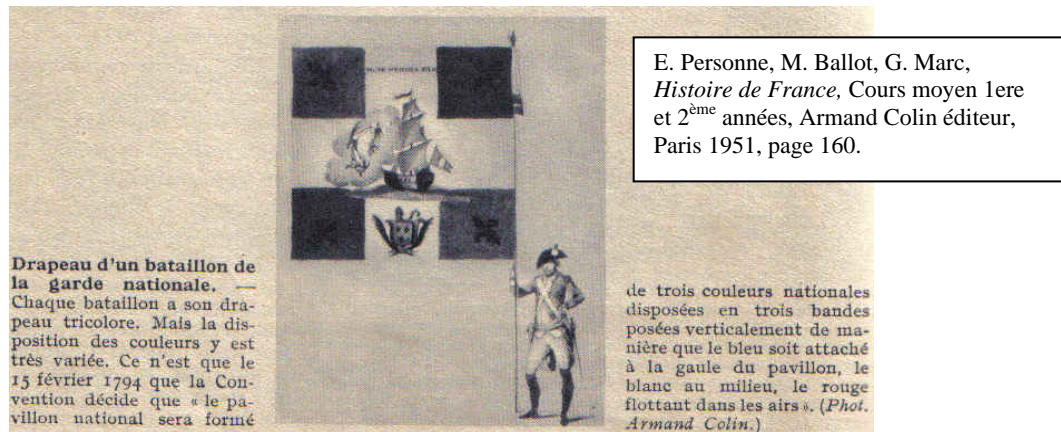 E. Personne, M. Ballot, G. Marc,
Histoire de France, Cours moyen 1ere
et 2ème années, Armand Colin éditeur,
Paris 1951, page 160.
Drapeau d'un bataillon de
la garde nationale. —
Chaque bataillon a son dra-
peau tricolore. Mais la dis-
position des couleurs y est
très variée. Ce n'est que le
15 février 1794 que la Con-
vention décide que « le pa-
villon national sera formé
de trois couleurs nationales
disposées en trois bandes
posées verticalement de ma-
nière que le bleu soit attaché
à la gaule du pavillon, le
blanc au milieu, le rouge
flottant dans les airs ». (Phot.
Armand Colin.)